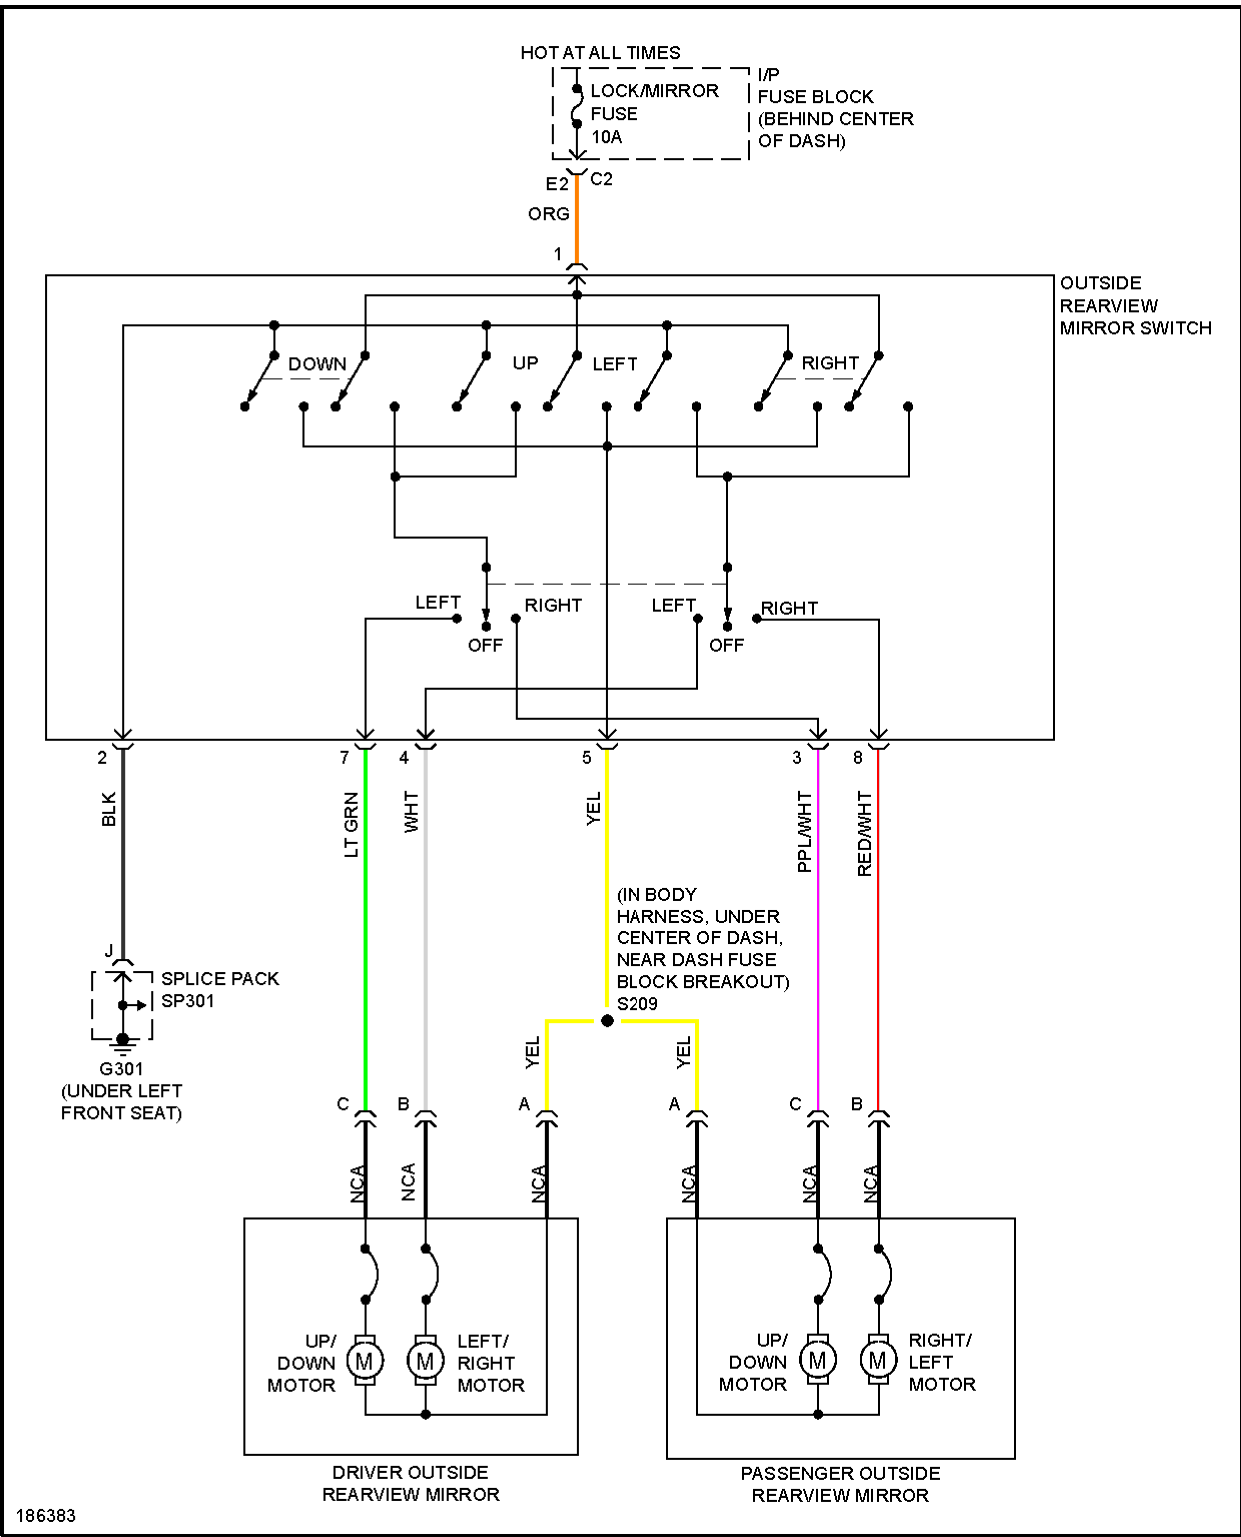 HOT AT ALL TIMES
LOCK/MIRROR
FUSE
10A
I/P
FUSE BLOCK
(BEHIND CENTER
OF DASH)
E2
C2
ORG
1
OUTSIDE
REARVIEW
MIRROR SWITCH
DOWN
UP
LEFT
RIGHT
LEFT
RIGHT
LEFT
RIGHT
OFF
OFF
2
7
4
5
3
8
BLK
LT GRN
WHT
YEL
PPL/WHT
RED/WHT
(IN BODY
HARNESS, UNDER
CENTER OF DASH,
NEAR DASH FUSE
BLOCK BREAKOUT)
S209
J
SPLICE PACK
SP301
G301
(UNDER LEFT
FRONT SEAT)
YEL
YEL
C
B
A
A
C
B
NCA
NCA
NCA
NCA
NCA
NCA
UP/
DOWN
MOTOR
M
M
LEFT/
RIGHT
MOTOR
UP/
DOWN
MOTOR
M
M
RIGHT/
LEFT
MOTOR
DRIVER OUTSIDE
REARVIEW MIRROR
PASSENGER OUTSIDE
REARVIEW MIRROR
186383